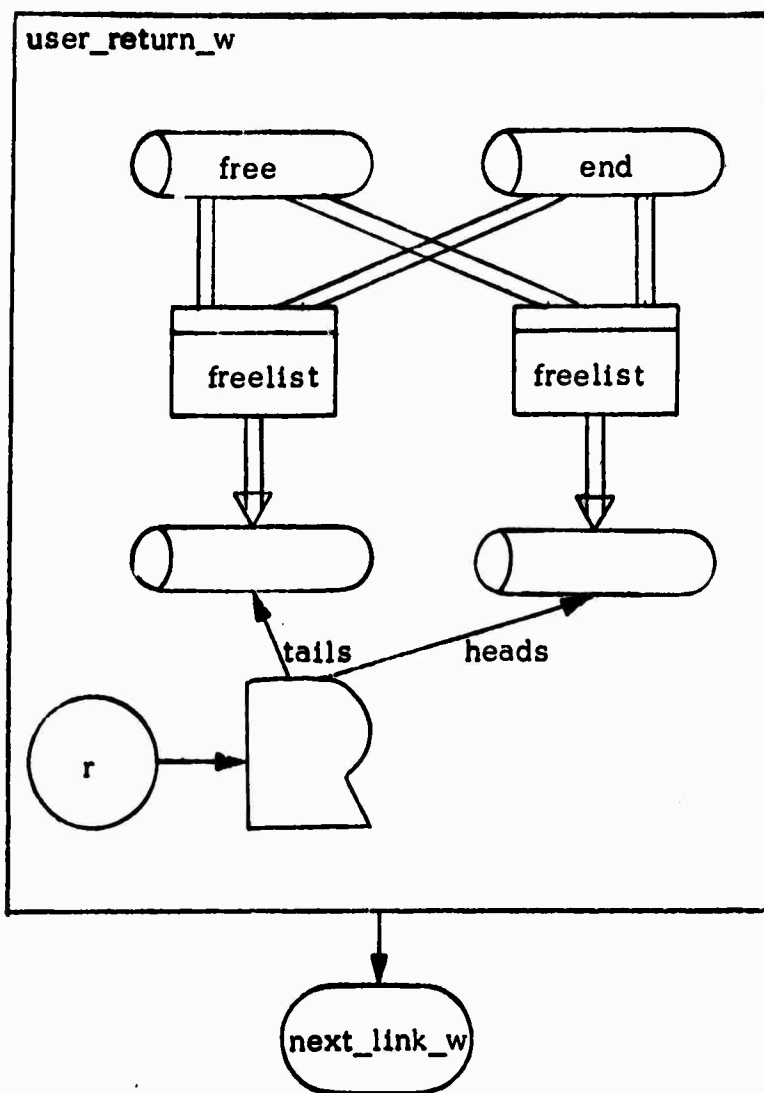 user_return_w
free
end
freelist
freelist
tails
heads
r
next_link_w